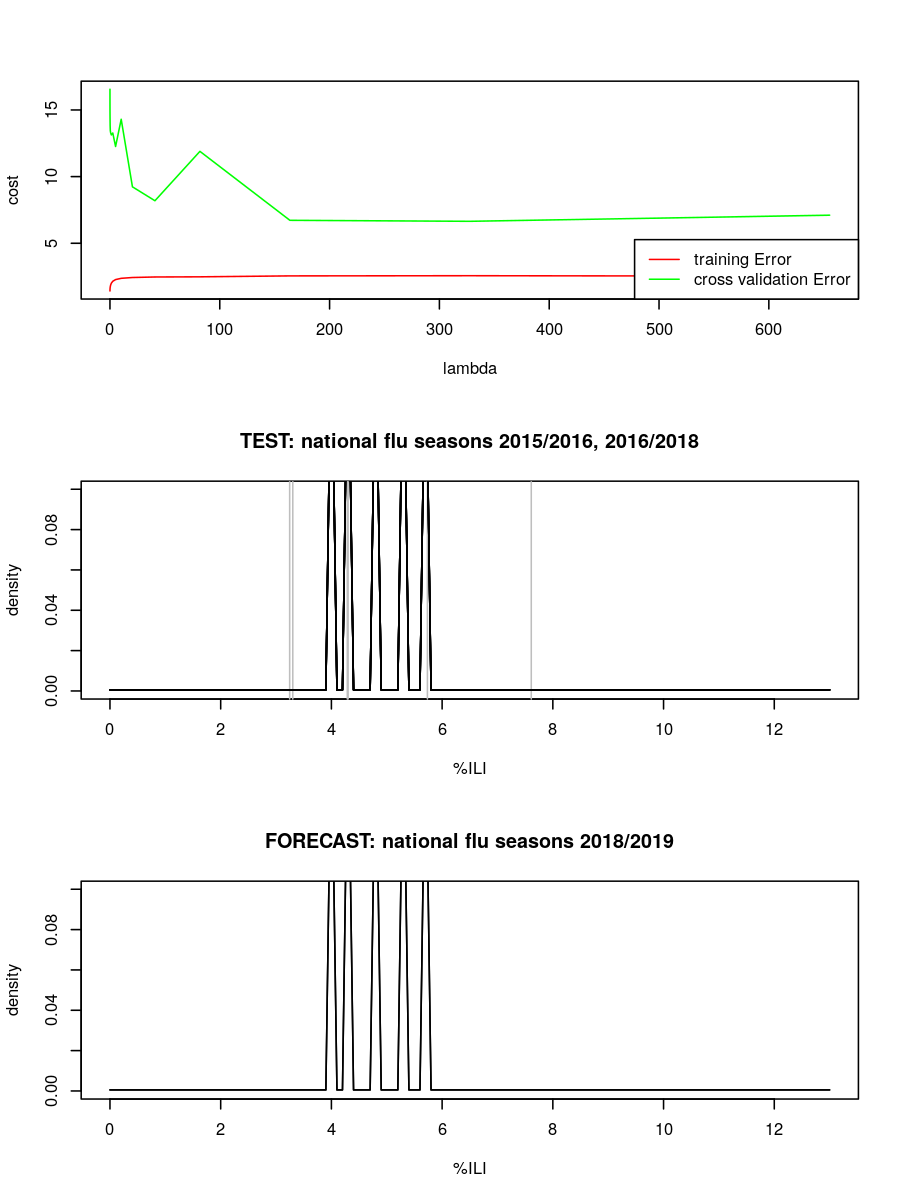 15
10
5
cost
training Error
cross validation Error
0 100 200 300 400 500 600
lambda
TEST: national flu seasons 2015/2016, 2016/2018
0.08
0.04
0.00
density
0 2 4 6 8 10 12
%ILI
FORECAST: national flu seasons 2018/2019
0.08
0.04
0.00
density
0 2 4 6 8 10 12
%ILI